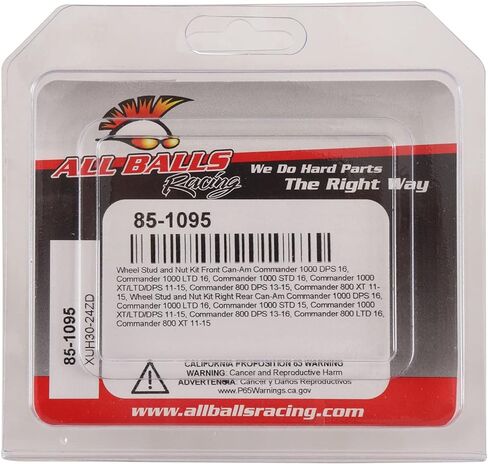 ALL BALLS
Racing
We Do Hard Parts
The Right Way
85-1095
Wheel Stud and Nut Kit Front Can-Am Commander 1000 DPS 16,
Commander 1000 LTD 16, Commander 1000 STD 16, Commander 1000
XT/LTD/DPS 11-15, Commander 800 DPS 13-15, Commander 800 XT 11-
15, Wheel Stud and Nut Kit Right Rear Can-Am Commander 1000 DPS 16,
Commander 1000 LTD 16, Commander 1000 STD 15, Commander 1000
XT/LTD/DPS 11-15, Commander 800 DPS 13-16, Commander 800 LTD 16,
Commander 800 XT 11-15
85-1095
XUH30-24ZD
CALIFORNIA PROPOSITION 65 WARNING
WARNING: Cancer and Reproductive Harm
ADVERTENCIA: Cancer y Daños Reproductivos
www.P65Warnings.ca.gov
www.allballsracing.com